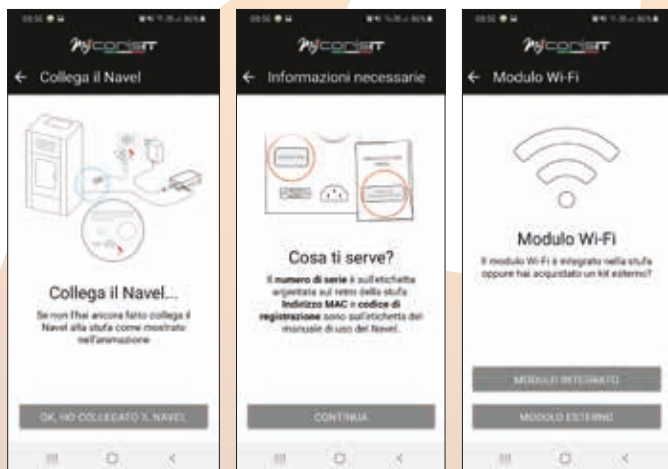 Mycorisit
← Collega il Navel
Collega il Navel...
Se non l'hai ancora fatto collega il
Navel alla stufa come mostrato
nell'animazione
OK, HO COLLEGATO IL NAVEL
Mycorisit
← Informazioni necessarie
Cosa ti serve?
Il numero di serie è sull'etichetta
argentata sul retro della stufa.
Indirizzo MAC e codice di
registrazione sono sull'etichetta del
manuale di uso del Navel.
CONTINUA
Mycorisit
← Modulo Wi-Fi
Modulo Wi-Fi
Il modulo Wi-Fi è integrato nella stufa
oppure hai acquistato un kit esterno?
MODULO INTEGRATO
MODULO ESTERNO